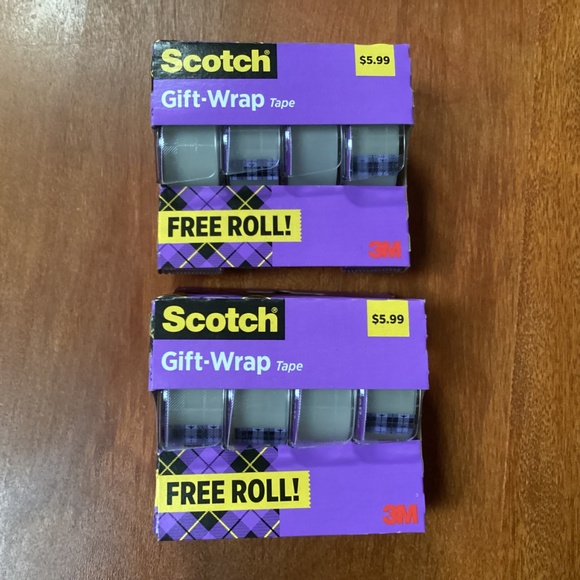 Scotch®
$5.99
Gift-Wrap Tape
FREE ROLL!
3M
Scotch®
$5.99
Gift-Wrap Tape
FREE ROLL!
3M